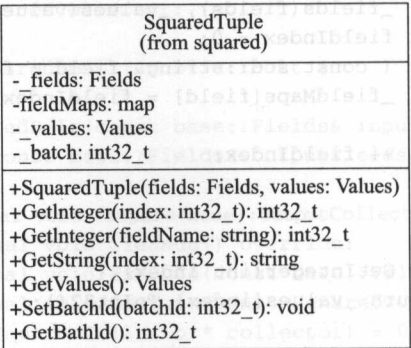 SquaredTuple
(from squared)
-_fields: Fields
-fieldMaps: map
-_values: Values
-_batch: int32_t
+SquaredTuple(fields: Fields, values: Values)
+GetInteger(index: int32_t): int32_t
+GetInteger(fieldName: string): int32_t
+GetString(index: int32_t): string
+GetValues(): Values
+SetBatchId(batchId: int32_t): void
+GetBathId(): int32_t